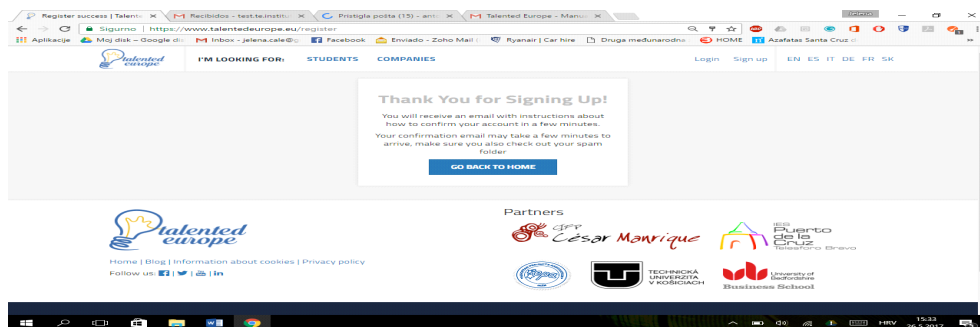 Register success | Talente
Recibidos - test.te.institu
Pristigla pošta (15) - ant
Talented Europe - Manu
Sigurno | https://www.talentedeurope.eu/register
Aplikacije
Moj disk – Google di
Inbox - jelena.cale@g
Facebook
Enviado - Zoho Mail
Ryanair | Car hire
Druga međunarodna
HOME
Azafatas Santa Cruz d
talented
europe
I'M LOOKING FOR: STUDENTS COMPANIES
Login Sign up EN ES IT DE FR SK
Thank You for Signing Up!
You will receive an email with instructions about
how to confirm your account in a few minutes.
Your confirmation email may take a few minutes to
arrive, make sure you also check out your spam
folder
GO BACK TO HOME
talented
europe
Home | Blog | Information about cookies | Privacy policy
Follow us:
Partners
CIFP
César Manrique
IES
Puerto
de la
Cruz
Telesforo Bravo
TECHNICKÁ
UNIVERZITA
V KOŠICIACH
University of
Bedfordshire
Business School
HRV
15:33
26.5.2017.